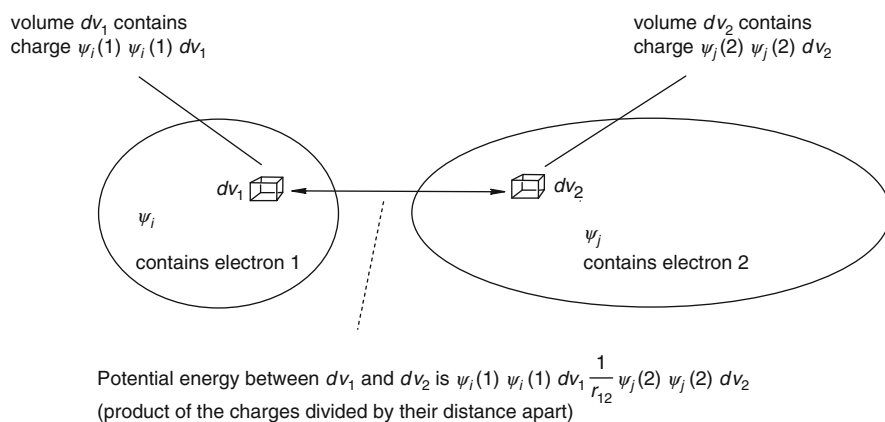 volume dv₁ contains
charge ψᵢ(1) ψᵢ(1) dv₁
volume dv₂ contains
charge ψⱼ(2) ψⱼ(2) dv₂
dv₁
dv₂
ψᵢ
contains electron 1
ψⱼ
contains electron 2
Potential energy between dv₁ and dv₂ is ψᵢ(1) ψᵢ(1) dv₁ 1/r₁₂ ψⱼ(2) ψⱼ(2) dv₂
(product of the charges divided by their distance apart)